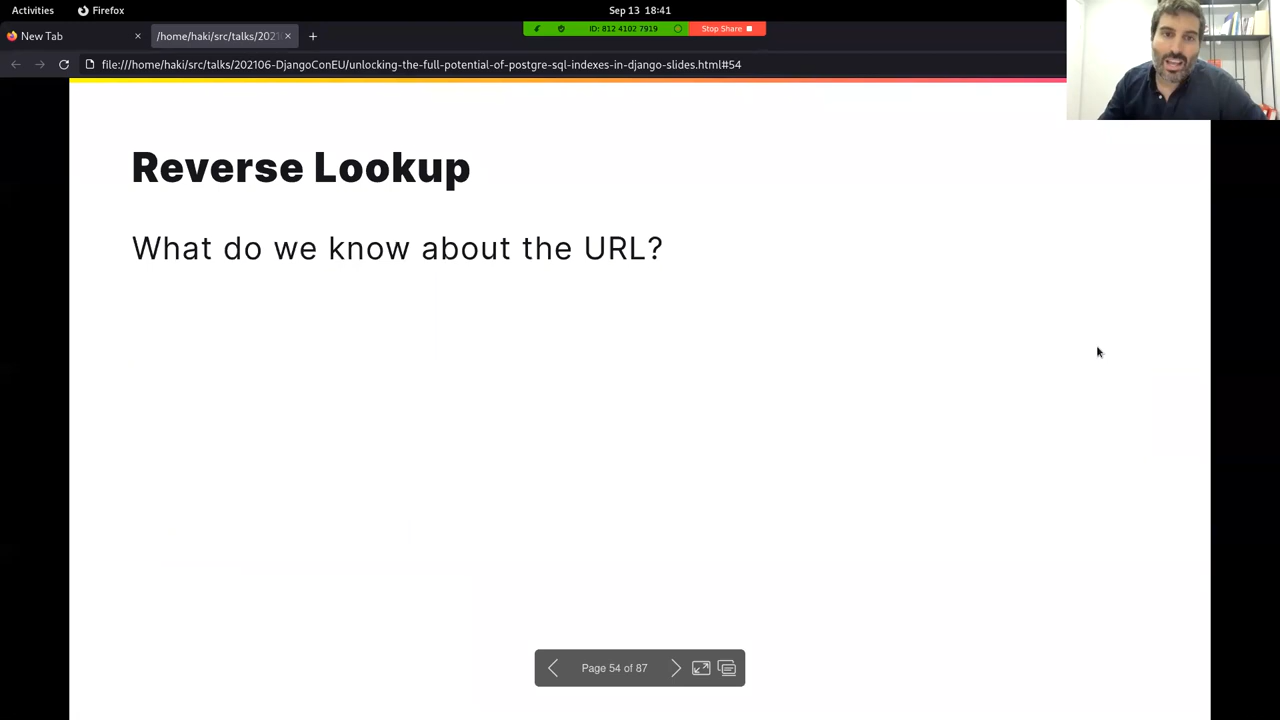 Activities
Firefox
Sep 13 18:41
New Tab
/home/haki/src/talks/2021
ID: 812 4102 7919
Stop Share
file:///home/haki/src/talks/202106-DjangoConEU/unlocking-the-full-potential-of-postgre-sql-indexes-in-django-slides.html#54
Reverse Lookup
What do we know about the URL?
Page 54 of 87